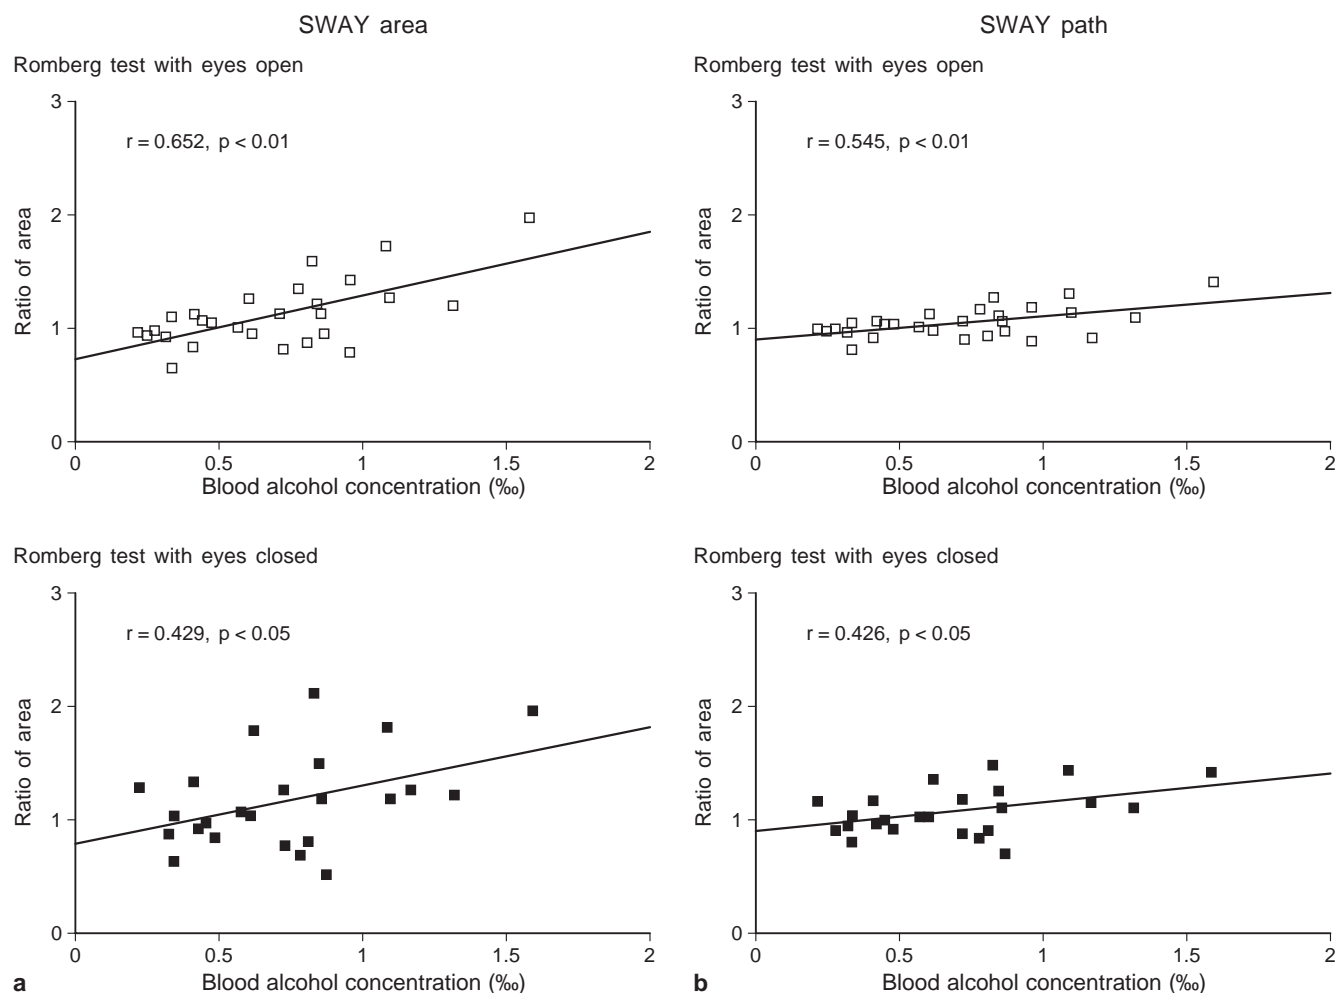 SWAY area
Romberg test with eyes open
3
r = 0.652, p < 0.01
2
Ratio of area
1
0
0 0.5 1 1.5 2
Blood alcohol concentration (‰)
Romberg test with eyes closed
3
r = 0.429, p < 0.05
2
Ratio of area
1
0
0 0.5 1 1.5 2
Blood alcohol concentration (‰)
a
SWAY path
Romberg test with eyes open
3
r = 0.545, p < 0.01
2
Ratio of area
1
0
0 0.5 1 1.5 2
Blood alcohol concentration (‰)
Romberg test with eyes closed
3
r = 0.426, p < 0.05
2
Ratio of area
1
0
0 0.5 1 1.5 2
Blood alcohol concentration (‰)
b